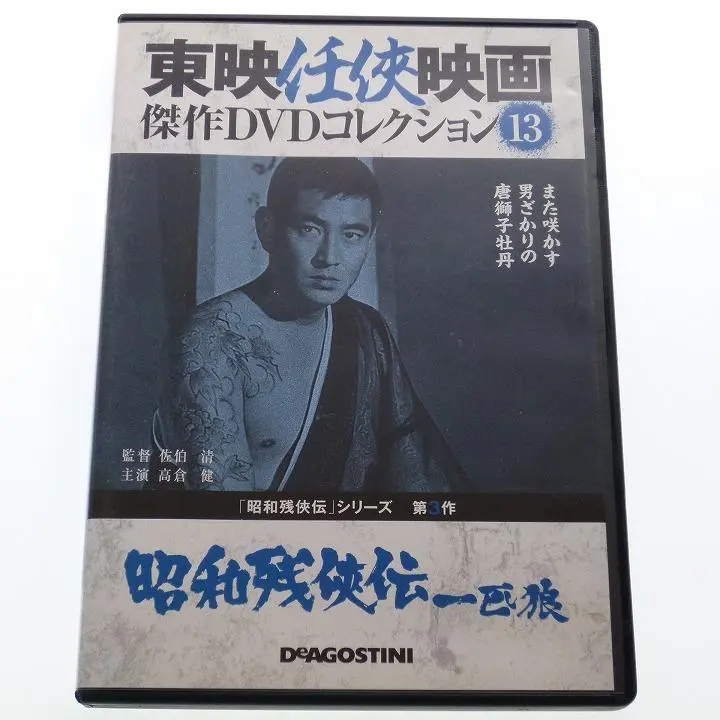 東映任侠映画
傑作DVDコレクション 13
また咲かす
男ざかりの
唐獅子牡丹
監督 佐伯 清
主演 高倉 健
「昭和残侠伝」シリーズ 第3作
昭和残侠伝 一匹狼
DeAGOSTINI